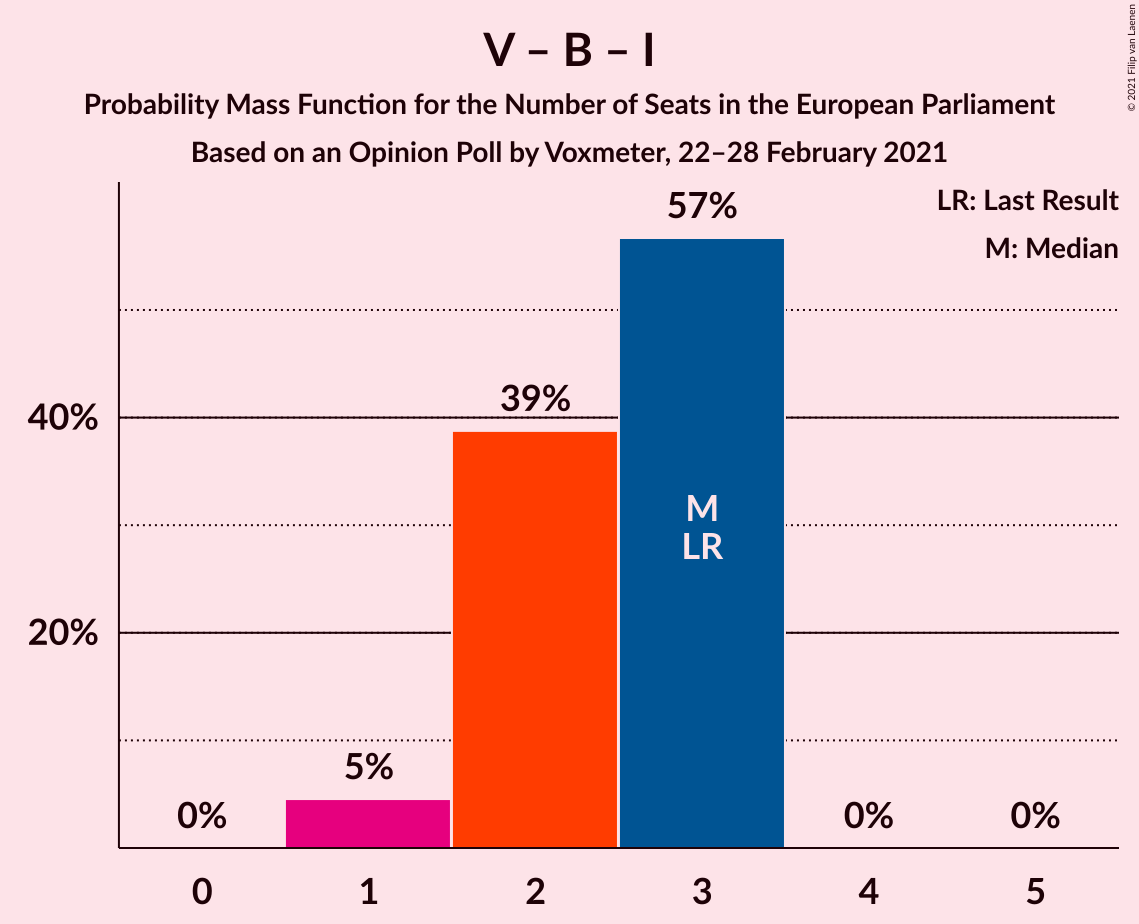 V – B – I
Probability Mass Function for the Number of Seats in the European Parliament
Based on an Opinion Poll by Voxmeter, 22–28 February 2021
© 2021 Filip van Laenen
LR: Last Result
M: Median
57%
39%
5%
0%
0%
0%
M
LR
40%
20%
0
1
2
3
4
5